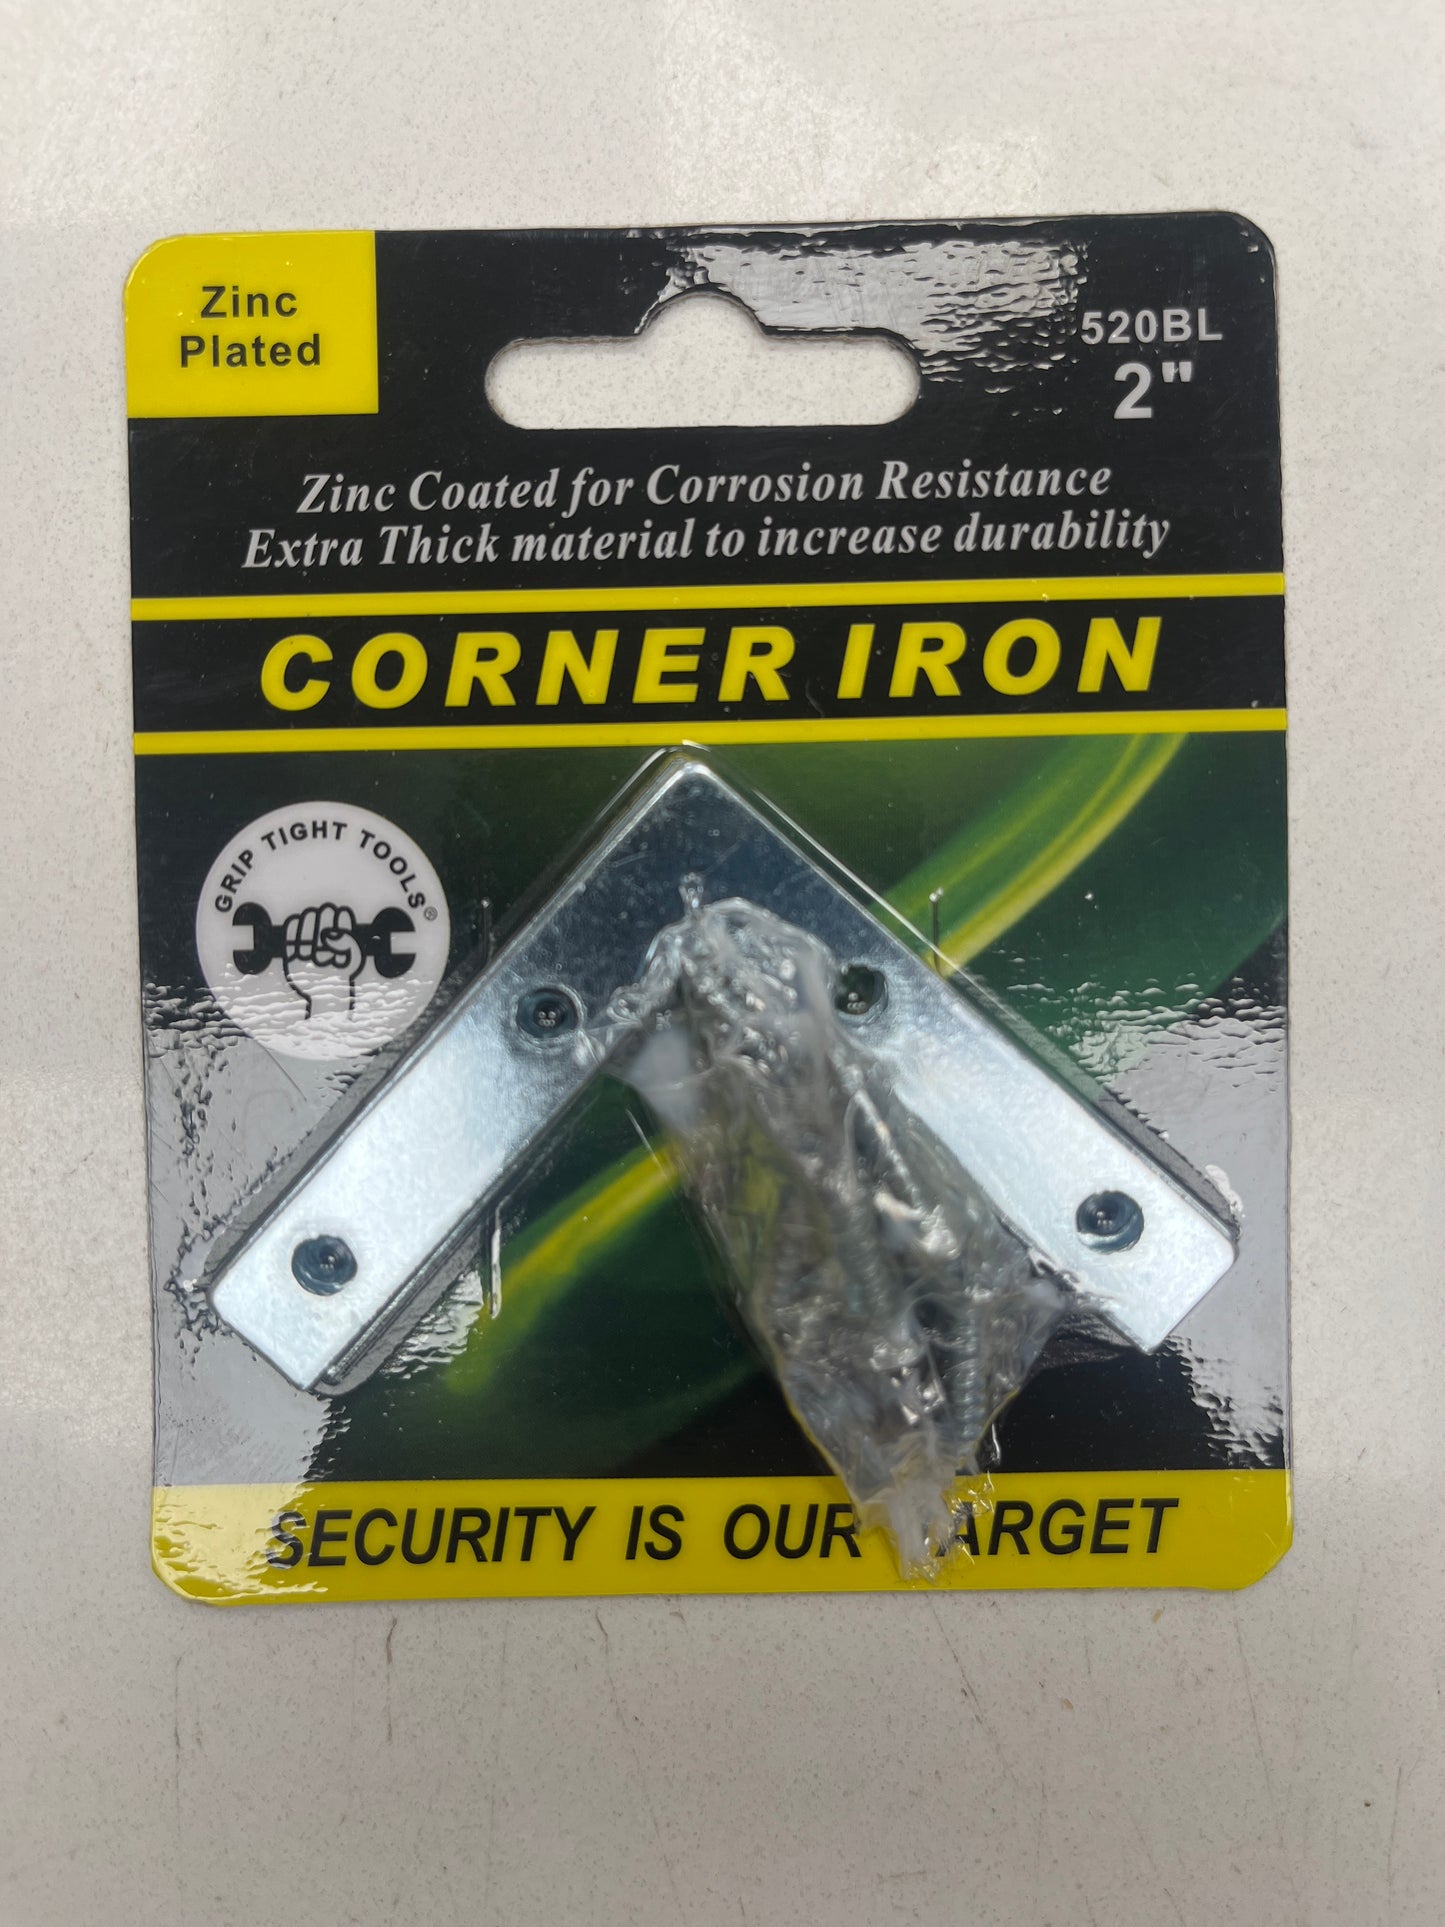 Zinc
Plated
520BL
2"
Zinc Coated for Corrosion Resistance
Extra Thick material to increase durability
CORNER IRON
GRIP TIGHT TOOLS®
SECURITY IS OUR ARGET